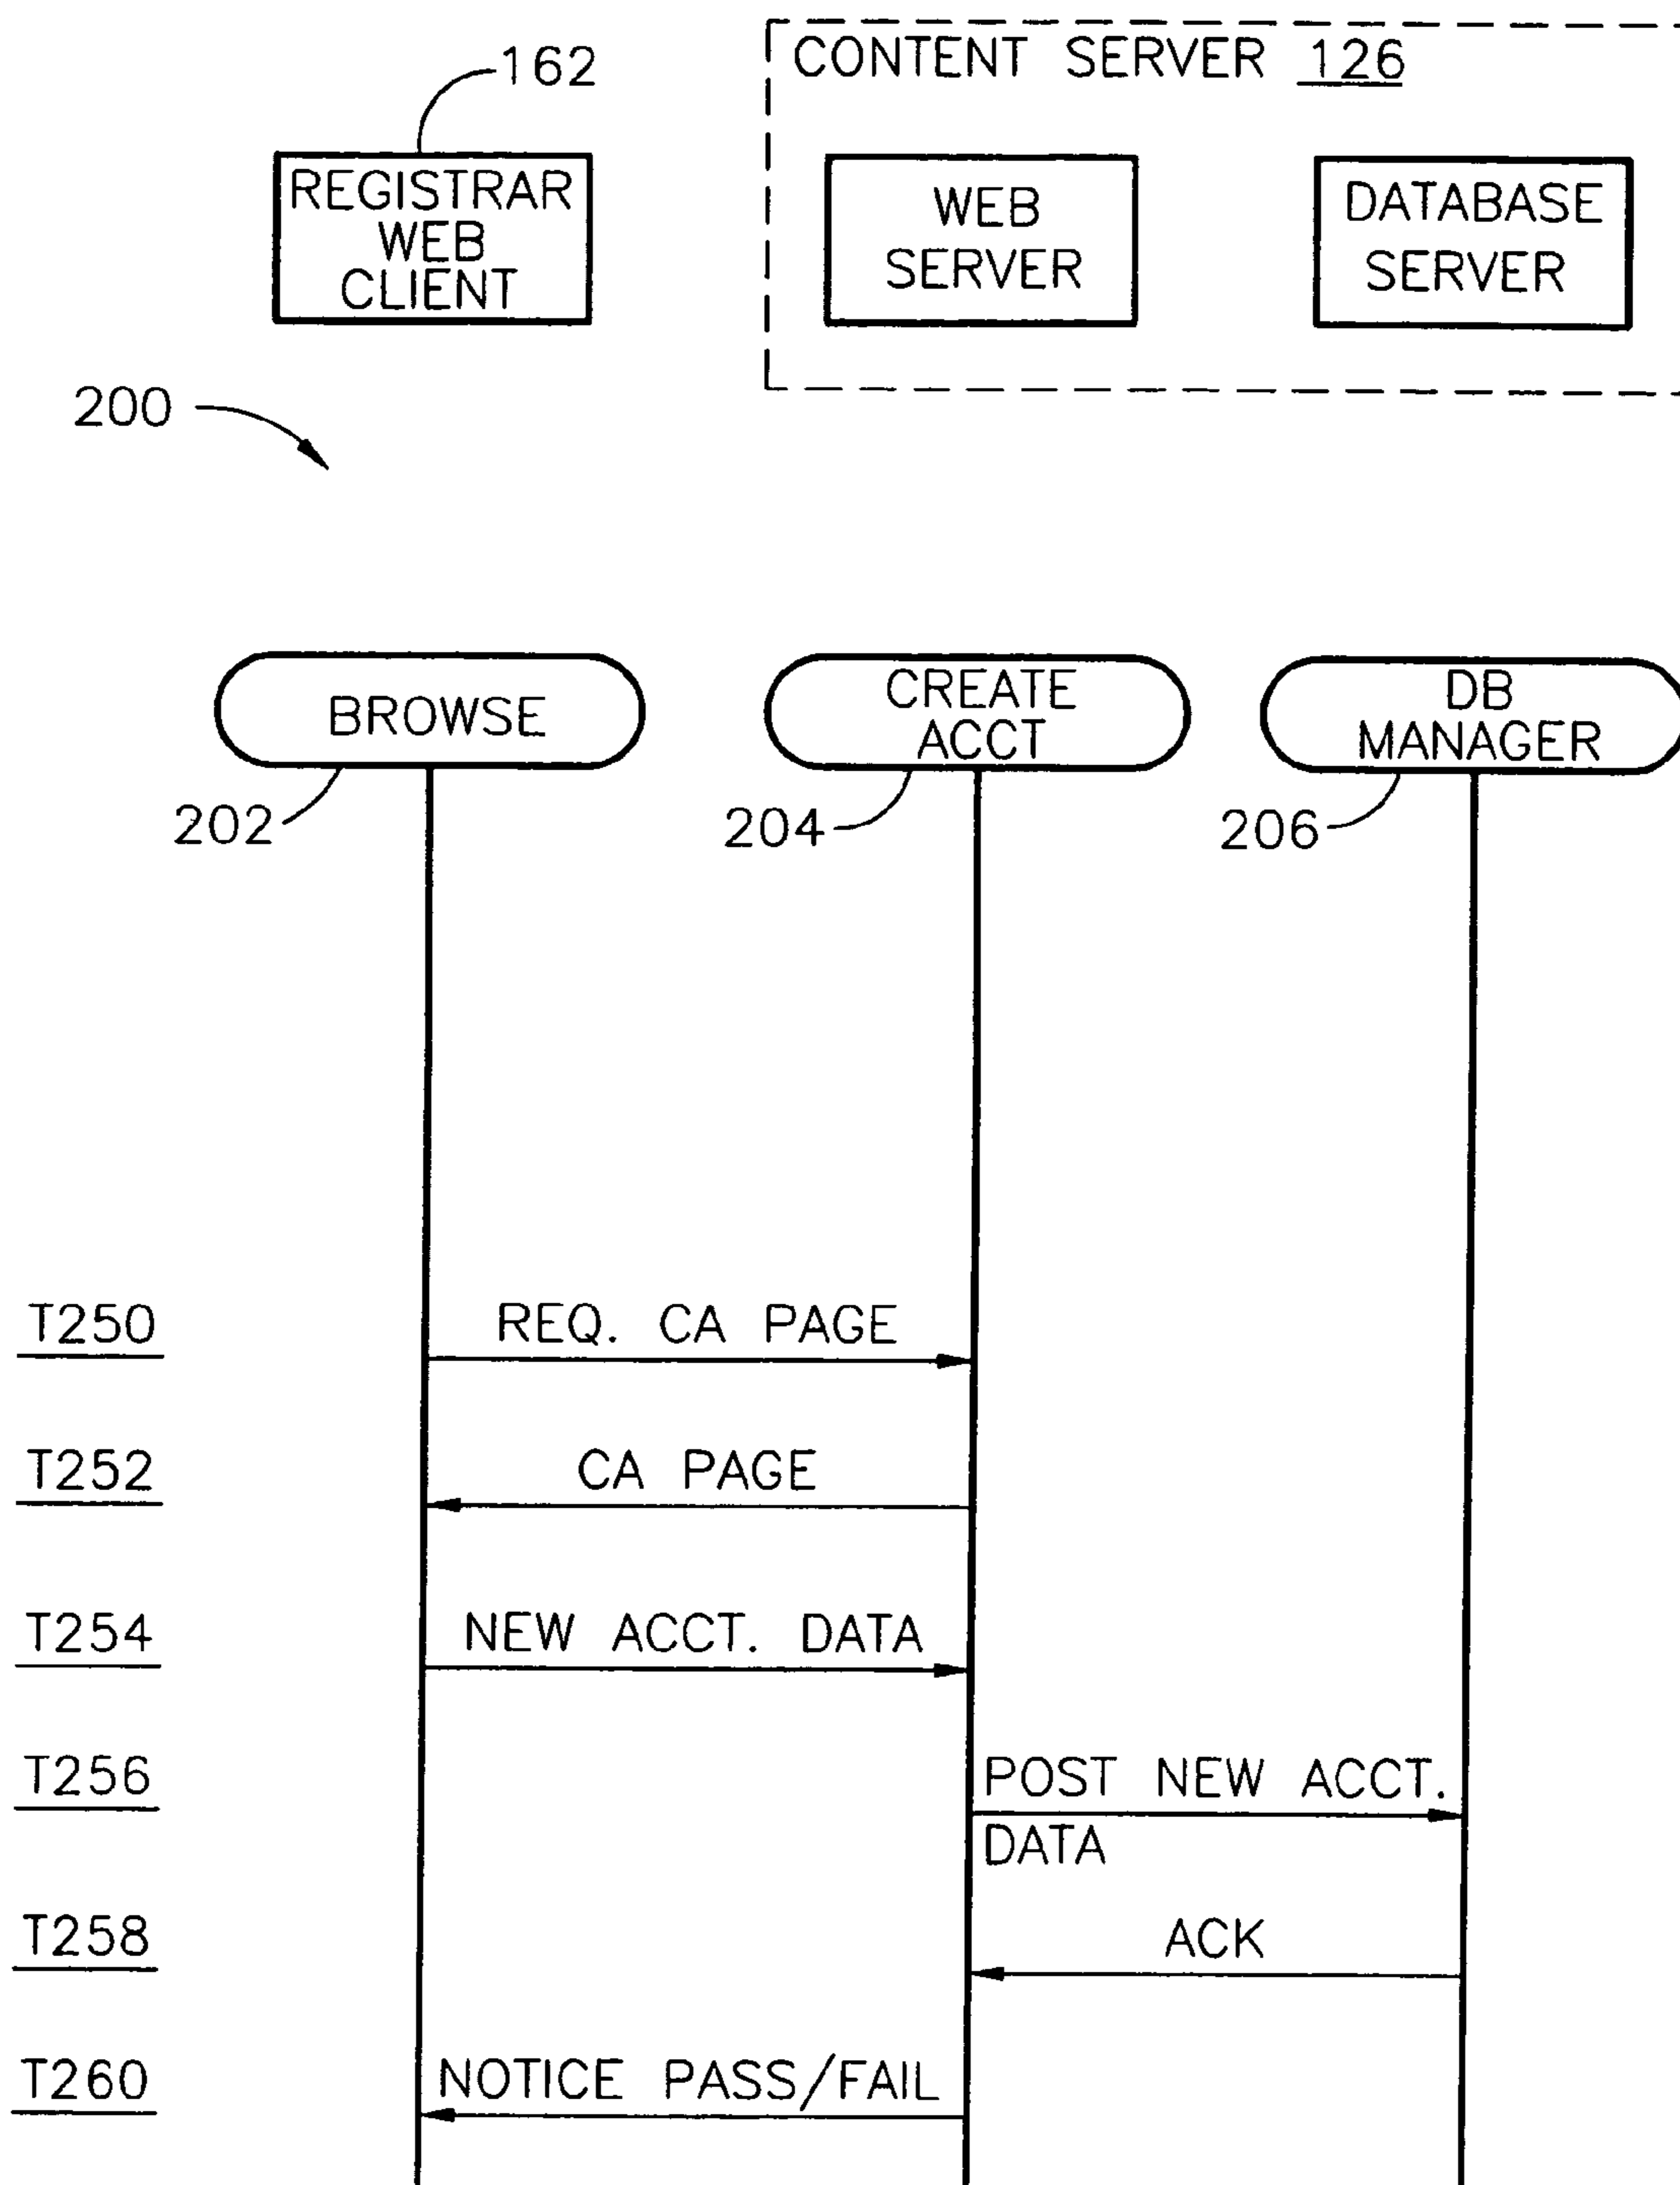 162
CONTENT SERVER 126
REGISTRAR
WEB
CLIENT
WEB
SERVER
DATABASE
SERVER
200
BROWSE
CREATE
ACCT
DB
MANAGER
202
204
206
T250
REQ. CA PAGE
T252
CA PAGE
T254
NEW ACCT. DATA
T256
POST NEW ACCT.
DATA
T258
ACK
T260
NOTICE PASS/FAIL